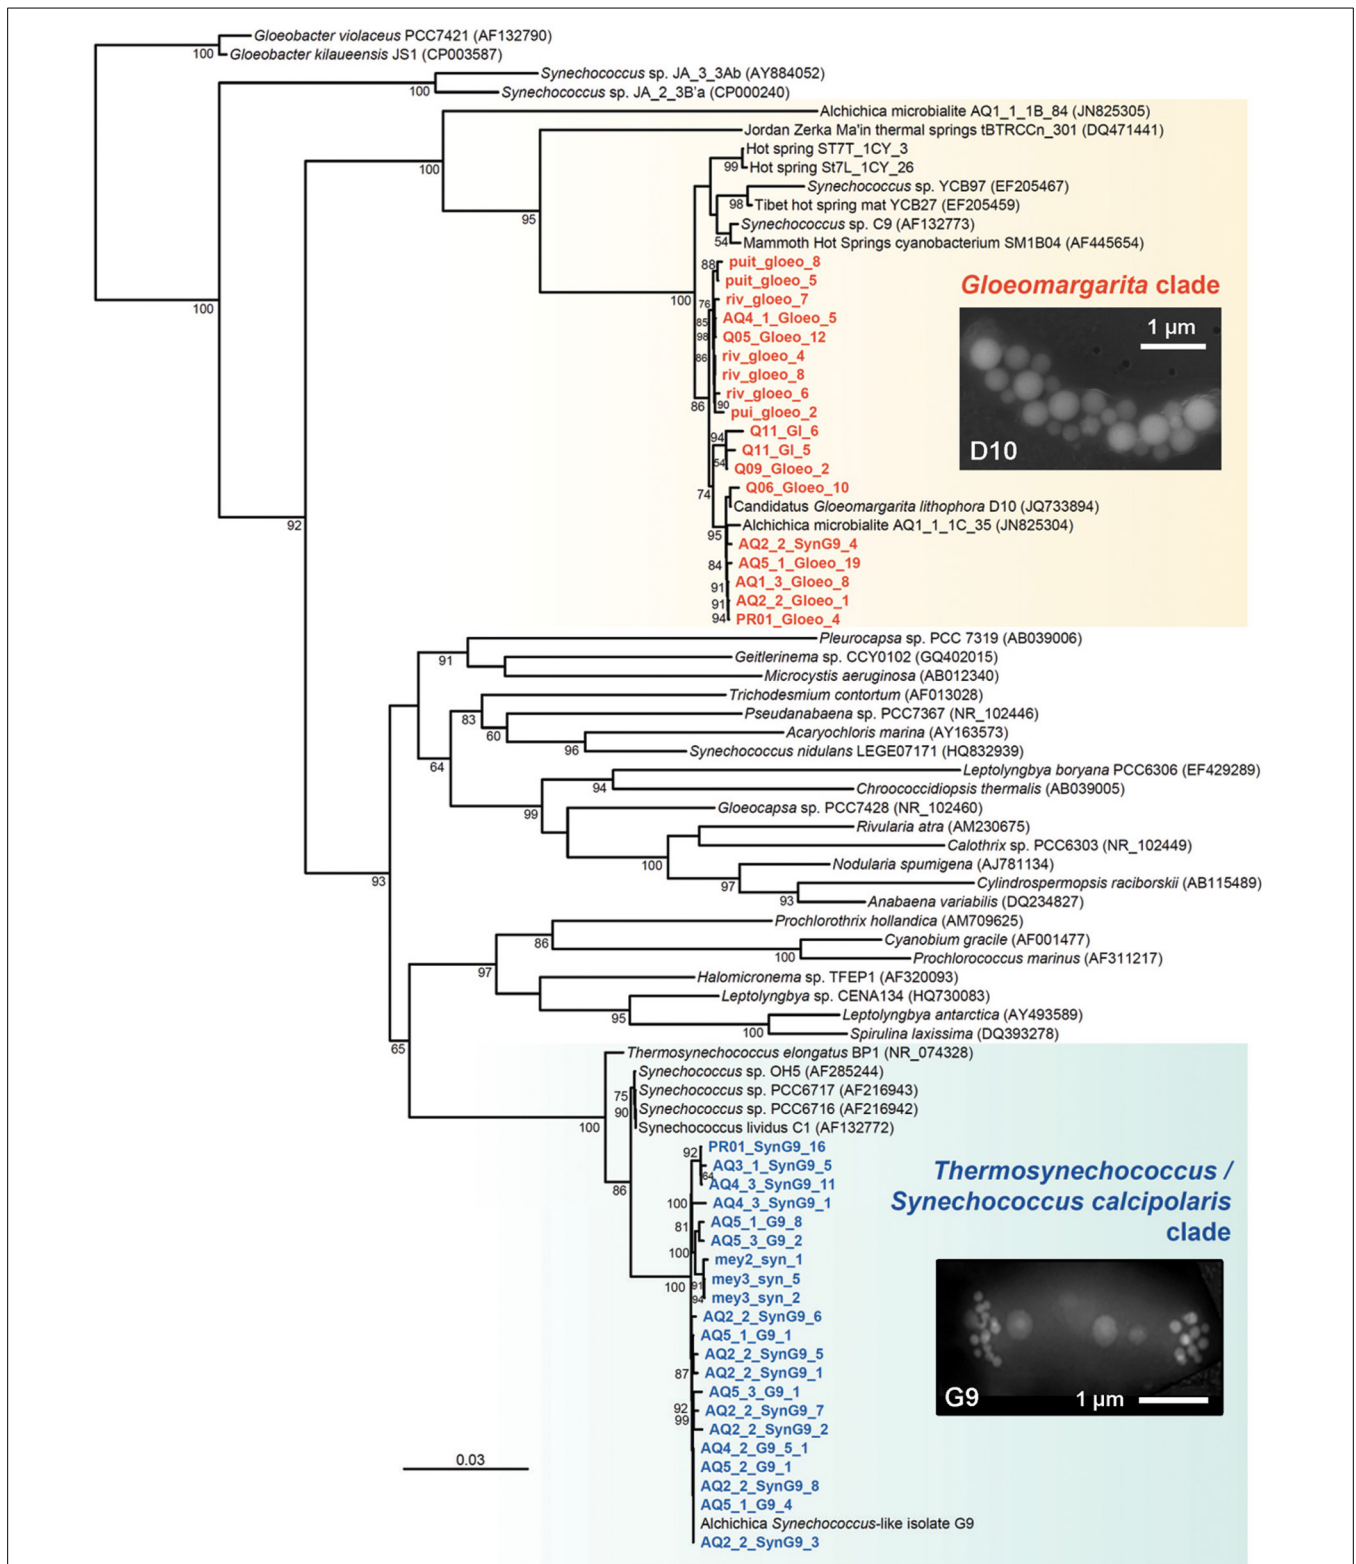 Gloeobacter violaceus PCC7421 (AF132790)
100
Gloeobacter kilaueensis JS1 (CP003587)
Synechococcus sp. JA_3_3Ab (AY884052)
100
Synechococcus sp. JA_2_3B'a (CP000240)
Alchichica microbialite AQ1_1_1B_84 (JN825305)
Jordan Zerka Ma'in thermal springs tBTRCCn_301 (DQ471441)
Hot spring ST7T_1CY_3
100
99
Hot spring St7L_1CY_26
Synechococcus sp. YCB97 (EF205467)
98
Tibet hot spring mat YCB27 (EF205459)
95
Synechococcus sp. C9 (AF132773)
54
Mammoth Hot Springs cyanobacterium SM1B04 (AF445654)
88
puit_gloeo_8
puit_gloeo_5
Gloeomargarita clade
100
100
76
riv_gloeo_7
85
AQ4_1_Gloeo_5
1 µm
98
Q05_Gloeo_12
86
riv_gloeo_4
riv_gloeo_8
riv_gloeo_6
86
90
pui_gloeo_2
94
Q11_Gl_6
Q11_Gl_5
D10
54
Q09_Gloeo_2
74
Q06_Gloeo_10
Candidatus Gloeomargarita lithophora D10 (JQ733894)
92
Alchichica microbialite AQ1_1_1C_35 (JN825304)
95
AQ2_2_SynG9_4
84
AQ5_1_Gloeo_19
91
AQ1_3_Gloeo_8
91
AQ2_2_Gloeo_1
94
PR01_Gloeo_4
Pleurocapsa sp. PCC 7319 (AB039006)
91
Geitlerinema sp. CCY0102 (GQ402015)
Microcystis aeruginosa (AB012340)
Trichodesmium contortum (AF013028)
83
Pseudanabaena sp. PCC7367 (NR_102446)
60
Acaryochloris marina (AY163573)
96
Synechococcus nidulans LEGE07171 (HQ832939)
64
Leptolyngbya boryana PCC6306 (EF429289)
94
Chroococcidiopsis thermalis (AB039005)
99
Gloeocapsa sp. PCC7428 (NR_102460)
Rivularia atra (AM230675)
Calothrix sp. PCC6303 (NR_102449)
100
Nodularia spumigena (AJ781134)
93
97
Cylindrospermopsis raciborskii (AB115489)
93
Anabaena variabilis (DQ234827)
Prochlorothrix hollandica (AM709625)
86
Cyanobium gracile (AF001477)
100
Prochlorococcus marinus (AF311217)
97
Halomicronema sp. TFEP1 (AF320093)
Leptolyngbya sp. CENA134 (HQ730083)
95
Leptolyngbya antarctica (AY493589)
100
Spirulina laxissima (DQ393278)
65
Thermosynechococcus elongatus BP1 (NR_074328)
Synechococcus sp. OH5 (AF285244)
75
Synechococcus sp. PCC6717 (AF216943)
90
Synechococcus sp. PCC6716 (AF216942)
100
Synechococcus lividus C1 (AF132772)
92
PR01_SynG9_16
AQ3_1_SynG9_5
64
AQ4_3_SynG9_11
86
Thermosynechococcus /
Synechococcus calcipolaris
clade
100
AQ4_3_SynG9_1
81
AQ5_1_G9_8
AQ5_3_G9_2
100
mey2_syn_1
100
91
mey3_syn_5
94
mey3_syn_2
AQ2_2_SynG9_6
AQ5_1_G9_1
AQ2_2_SynG9_5
87
AQ2_2_SynG9_1
AQ5_3_G9_1
G9
1 µm
92
AQ2_2_SynG9_7
99
AQ2_2_SynG9_2
AQ4_2_G9_5_1
0.03
AQ5_2_G9_1
AQ2_2_SynG9_8
AQ5_1_G9_4
Alchichica Synechococcus-like isolate G9
AQ2_2_SynG9_3